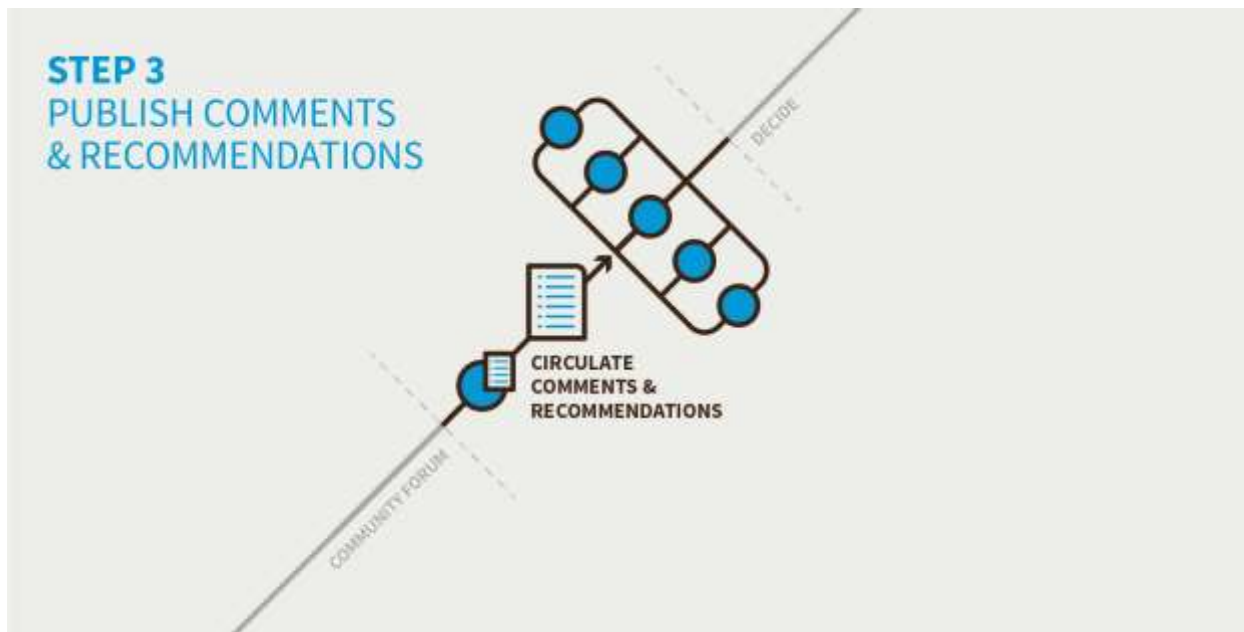 STEP 3
PUBLISH COMMENTS
& RECOMMENDATIONS
DECIDE
CIRCULATE
COMMENTS &
RECOMMENDATIONS
COMMUNITY FORUM